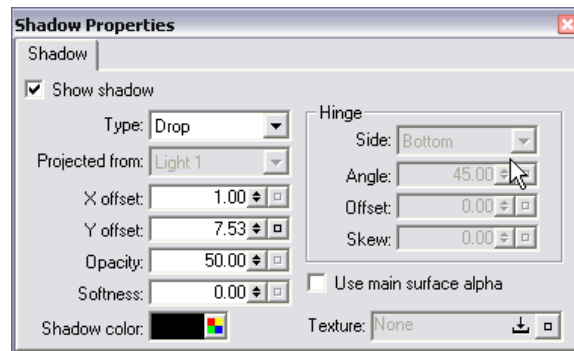 Shadow Properties
Shadow
Show shadow
Type: Drop
Projected from: Light 1
X offset: 1.00
Y offset: 7.53
Opacity: 50.00
Softness: 0.00
Shadow color:
Hinge
Side: Bottom
Angle: 45.00
Offset: 0.00
Skew: 0.00
Use main surface alpha
Texture: None